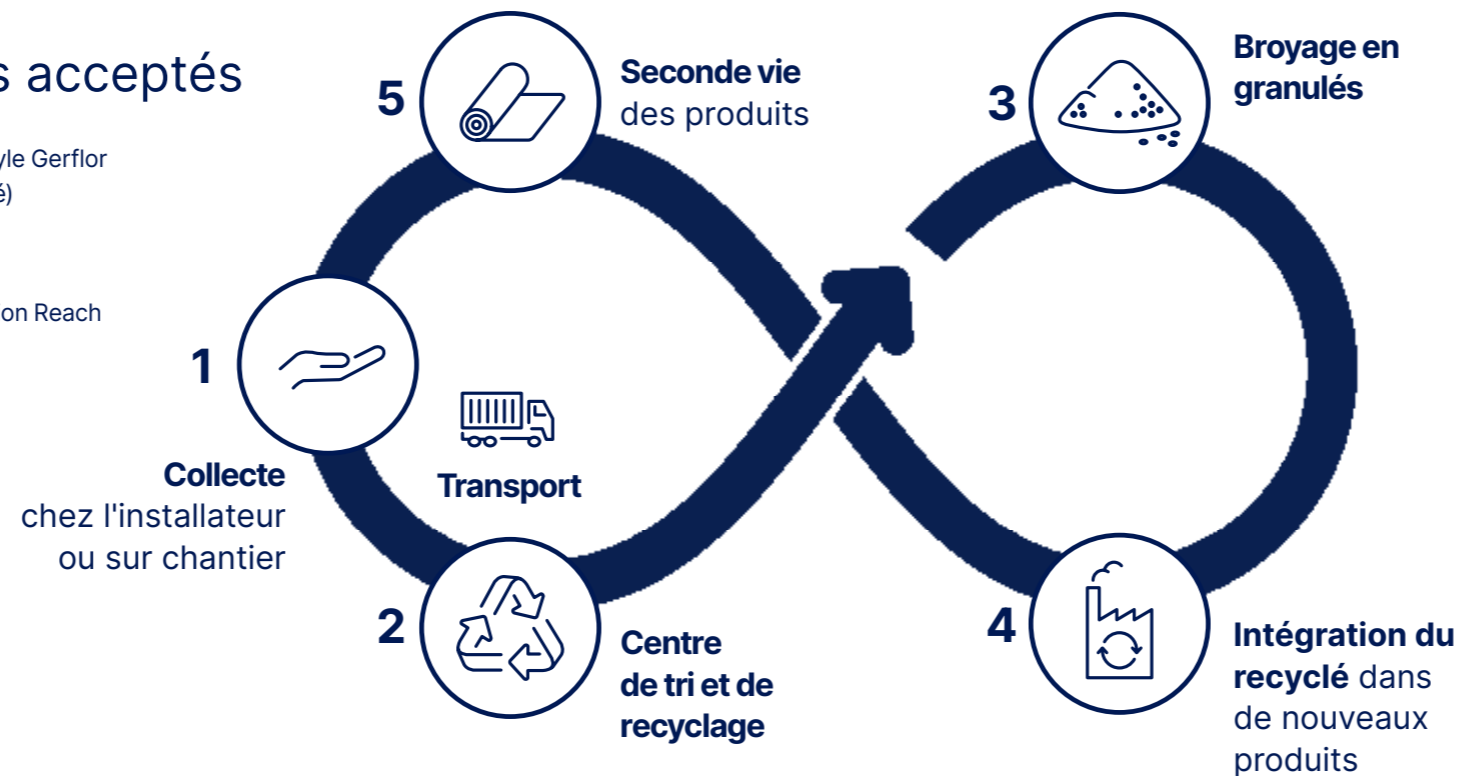 s acceptés
yle Gerflor
é)
on Reach
5
Seconde vie
des produits
3
Broyage en
granulés
1
Collecte
chez l'installateur
ou sur chantier
Transport
2
Centre
de tri et de
recyclage
4
Intégration du
recyclé dans
de nouveaux
produits